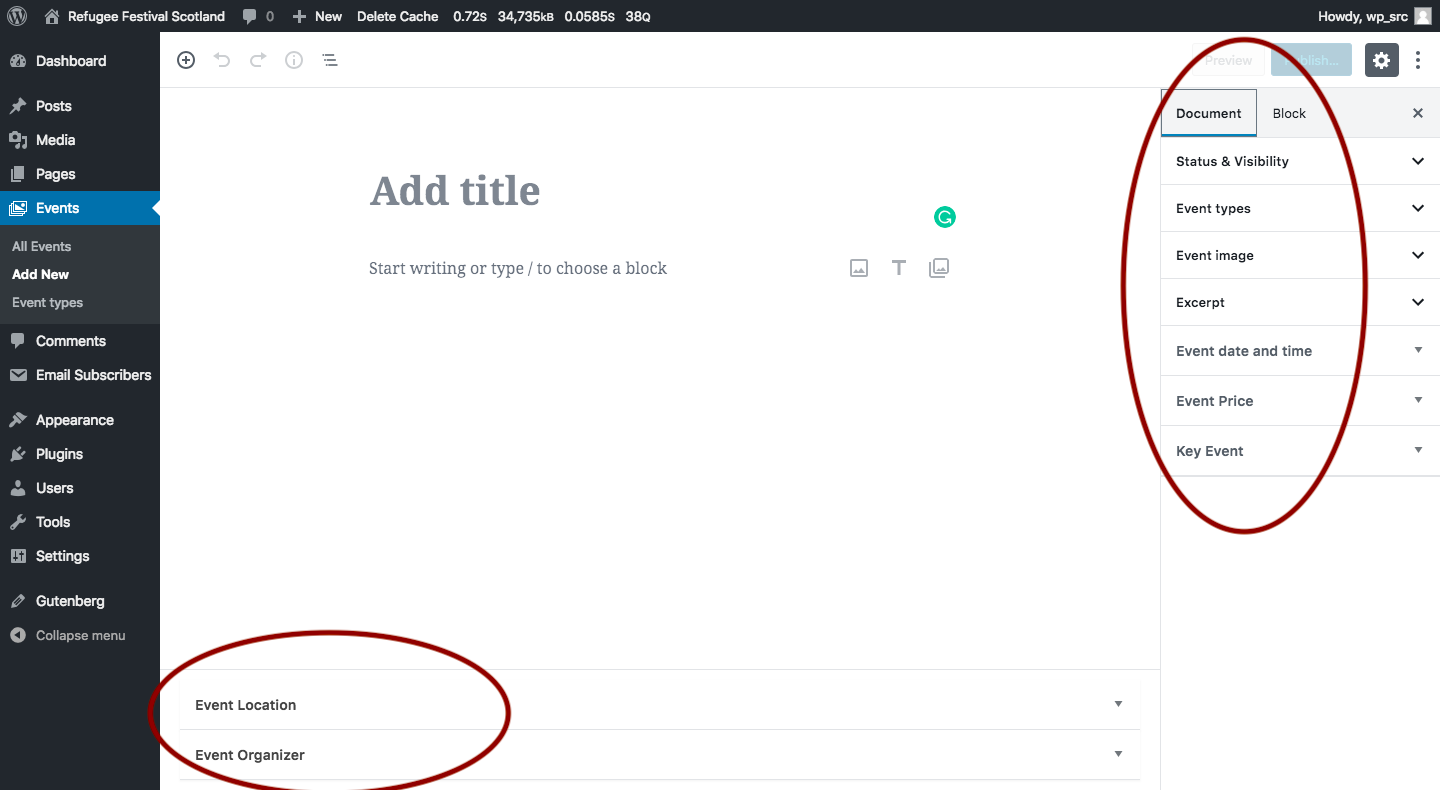 Refugee Festival Scotland 0 New Delete Cache 0.72S 34,735KB 0.0585S 38Q Howdy, wp_src
Dashboard
Posts
Media
Pages
Events
All Events
Add New
Event types
Comments
Email Subscribers
Appearance
Plugins
Users
Tools
Settings
Gutenberg
Collapse menu
Preview Publish...
Add title
Start writing or type / to choose a block
Document Block
Status & Visibility
Event types
Event image
Excerpt
Event date and time
Event Price
Key Event
Event Location
Event Organizer